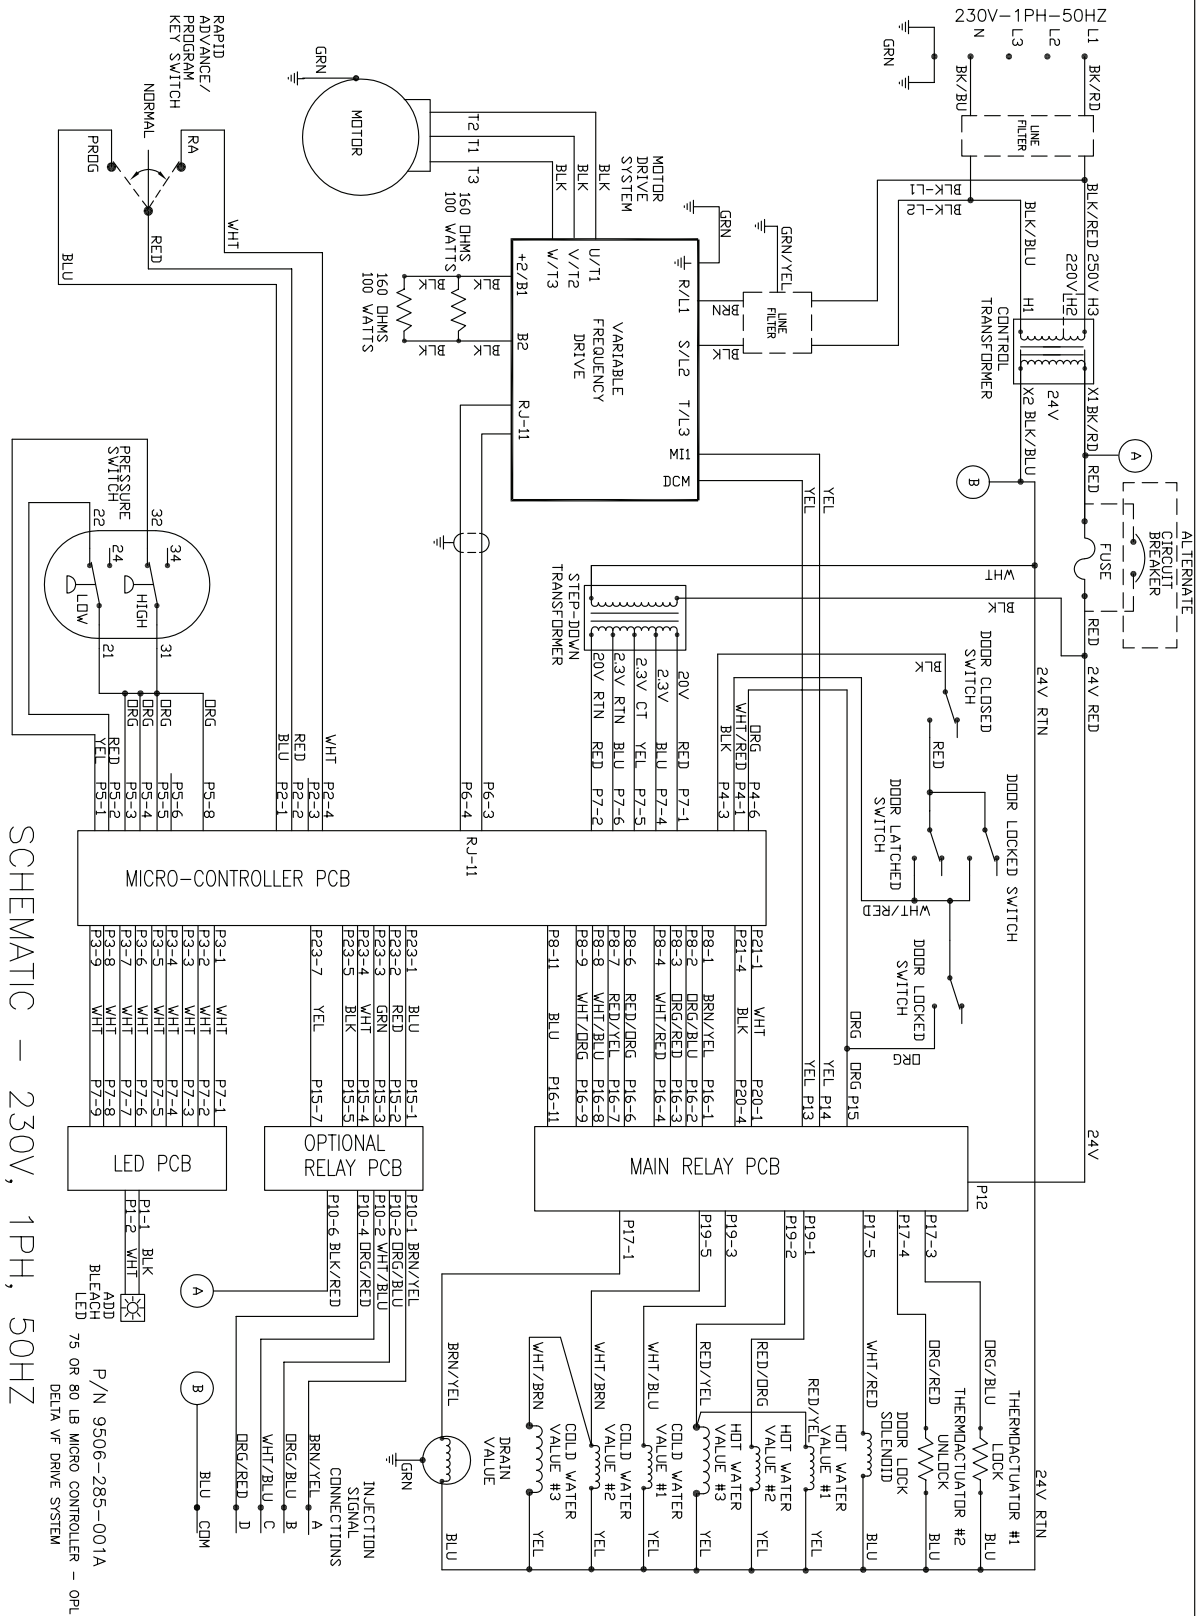 230V-1PH-50HZ
L1
L2
L3
N
GRN
BK/RD
BK/BU
LINE
FILTER
BLK-L1
BLK-L2
BLK/RED
BLK/BLU
250V H3
220V H2
H1
CONTROL
TRANSFORMER
24V
X1
X2
BK/RD
BLK/BLU
A
B
RED
FUSE
RED
ALTERNATE
CIRCUIT
BREAKER
24V RED
24V RTN
24V
P12
24V RTN
WHT
BLK
GRN
MOTOR
T2
T1
T3
BLK
BLK
BLK
MOTOR
DRIVE
SYSTEM
GRN
GRN/YEL
LINE
FILTER
BRN
BLK
R/L1
S/L2
T/L3
MI1
DCM
U/T1
V/T2
W/T3
+2/B1
B2
RJ-11
VARIABLE
FREQUENCY
DRIVE
160 OHMS
100 WATTS
160 OHMS
100 WATTS
BLK
BLK
BLK
BLK
YEL
YEL
RAPID
ADVANCE/
PROGRAM
KEY SWITCH
NORMAL
RA
PROG
WHT
RED
BLU
PRESSURE
SWITCH
32
34
22
24
HIGH
LOW
31
21
ORG
ORG
ORG
ORG
RED
YEL
P5-8
P5-6
P5-5
P5-4
P5-3
P5-2
P5-1
WHT
RED
BLU
P2-4
P2-3
P2-2
P2-1
P6-3
P6-4
RJ-11
STEP-DOWN
TRANSFORMER
20V
2.3V
2.3V CT
2.3V RTN
20V RTN
RED P7-1
BLU P7-4
YEL P7-5
BLU P7-6
RED P7-2
ORG P4-6
WHT/RED P4-1
BLK P4-3
DOOR CLOSED
SWITCH
BLK
RED
DOOR LOCKED SWITCH
DOOR LATCHED
SWITCH
WHT/RED
DOOR LOCKED
SWITCH
ORG
ORG
MICRO-CONTROLLER PCB
P21-1 WHT P20-1
P21-4 BLK P20-4
P8-1 BRN/YEL P16-1
P8-2 ORG/BLU P16-2
P8-3 ORG/RED P16-3
P8-4 WHT/RED P16-4
P8-6 RED/ORG P16-6
P8-7 RED/YEL P16-7
P8-8 WHT/BLU P16-8
P8-9 WHT/ORG P16-9
P8-11 BLU P16-11
ORG P15
YEL P14
YEL P13
P23-1 BLU P15-1
P23-2 RED P15-2
P23-3 GRN P15-3
P23-4 WHT P15-4
P23-5 BLK P15-5
P23-7 YEL P15-7
P3-1 WHT P7-1
P3-2 WHT P7-2
P3-3 WHT P7-3
P3-4 WHT P7-4
P3-5 WHT P7-5
P3-6 WHT P7-6
P3-7 WHT P7-7
P3-8 WHT P7-8
P3-9 WHT P7-9
MAIN RELAY PCB
OPTIONAL
RELAY PCB
LED PCB
P17-3
P17-4
P17-5
P19-1
P19-2
P19-3
P19-5
P17-1
P10-1 BRN/YEL
P10-2 ORG/BLU
P10-2 WHT/BLU
P10-4 ORG/RED
P10-6 BLK/RED
P1-1 BLK
P1-2 WHT
ADD
BLEACH
LED
A
B
BLU
COM
ORG/BLU
THERMOACTUATOR #1
LOCK
BLU
ORG/RED
THERMOACTUATOR #2
UNLOCK
BLU
WHT/RED
DOOR LOCK
SOLENOID
BLU
RED/YEL
HOT WATER
VALUE #1
YEL
RED/ORG
HOT WATER
VALUE #2
YEL
RED/YEL
HOT WATER
VALUE #3
YEL
WHT/BLU
COLD WATER
VALUE #1
YEL
WHT/BRN
COLD WATER
VALUE #2
YEL
WHT/BRN
COLD WATER
VALUE #3
YEL
BRN/YEL
DRAIN
VALUE
GRN
BLU
INJECTION
SIGNAL
CONNECTIONS
BRN/YEL A
ORG/BLU B
WHT/BLU C
ORG/RED D
SCHEMATIC - 230V, 1PH, 50HZ
P/N 9506-285-001A
75 OR 80 LB MICRO CONTROLLER - OPL
DELTA VF DRIVE SYSTEM